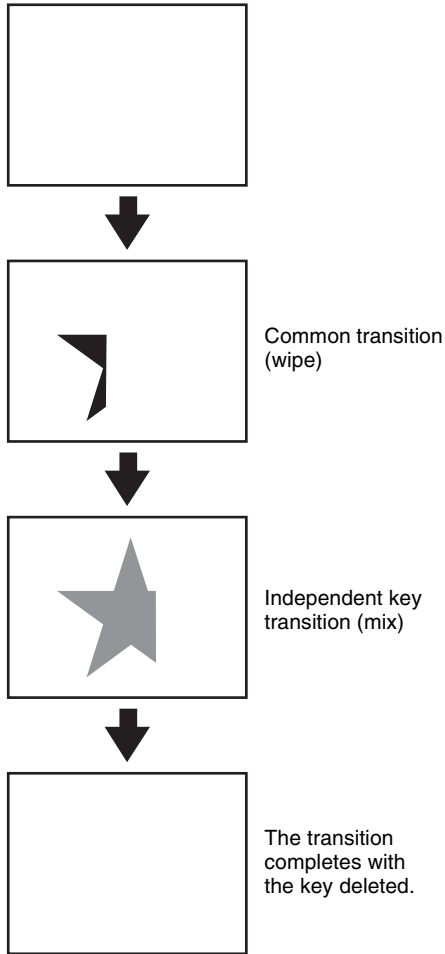 Common transition
(wipe)
Independent key
transition (mix)
The transition
completes with
the key deleted.